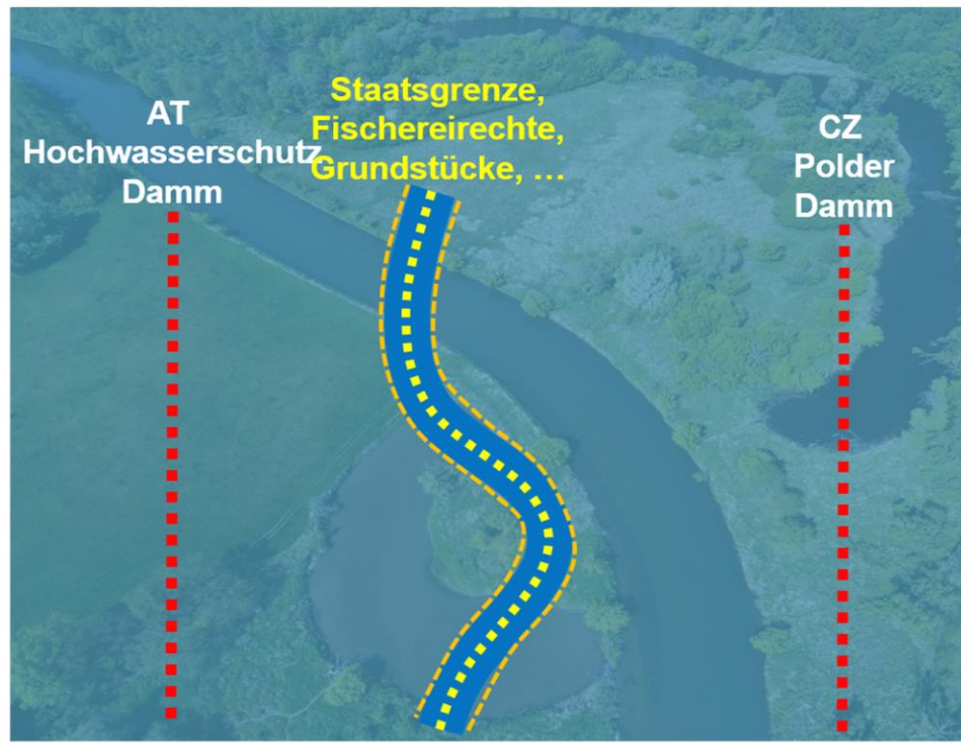 AT
Hochwasserschutz
Damm
Staatsgrenze,
Fischereirechte,
Grundstücke, …
CZ
Polder
Damm